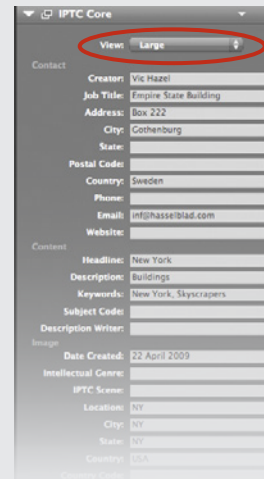 IPTC Core
View: Large
Contact
Creator: Vic Hazel
Job Title: Empire State Building
Address: Box 222
City: Gothenburg
State:
Postal Code:
Country: Sweden
Phone:
Email: inf@hasselblad.com
Website:
Content
Headline: New York
Description: Buildings
Keywords: New York, Skyscrapers
Subject Code:
Description Writer:
Image
Date Created: 22 April 2009
Intellectual Genre:
IPTC Scene:
Location: NY
City: NY
State: NY
Country: USA
Country Code: